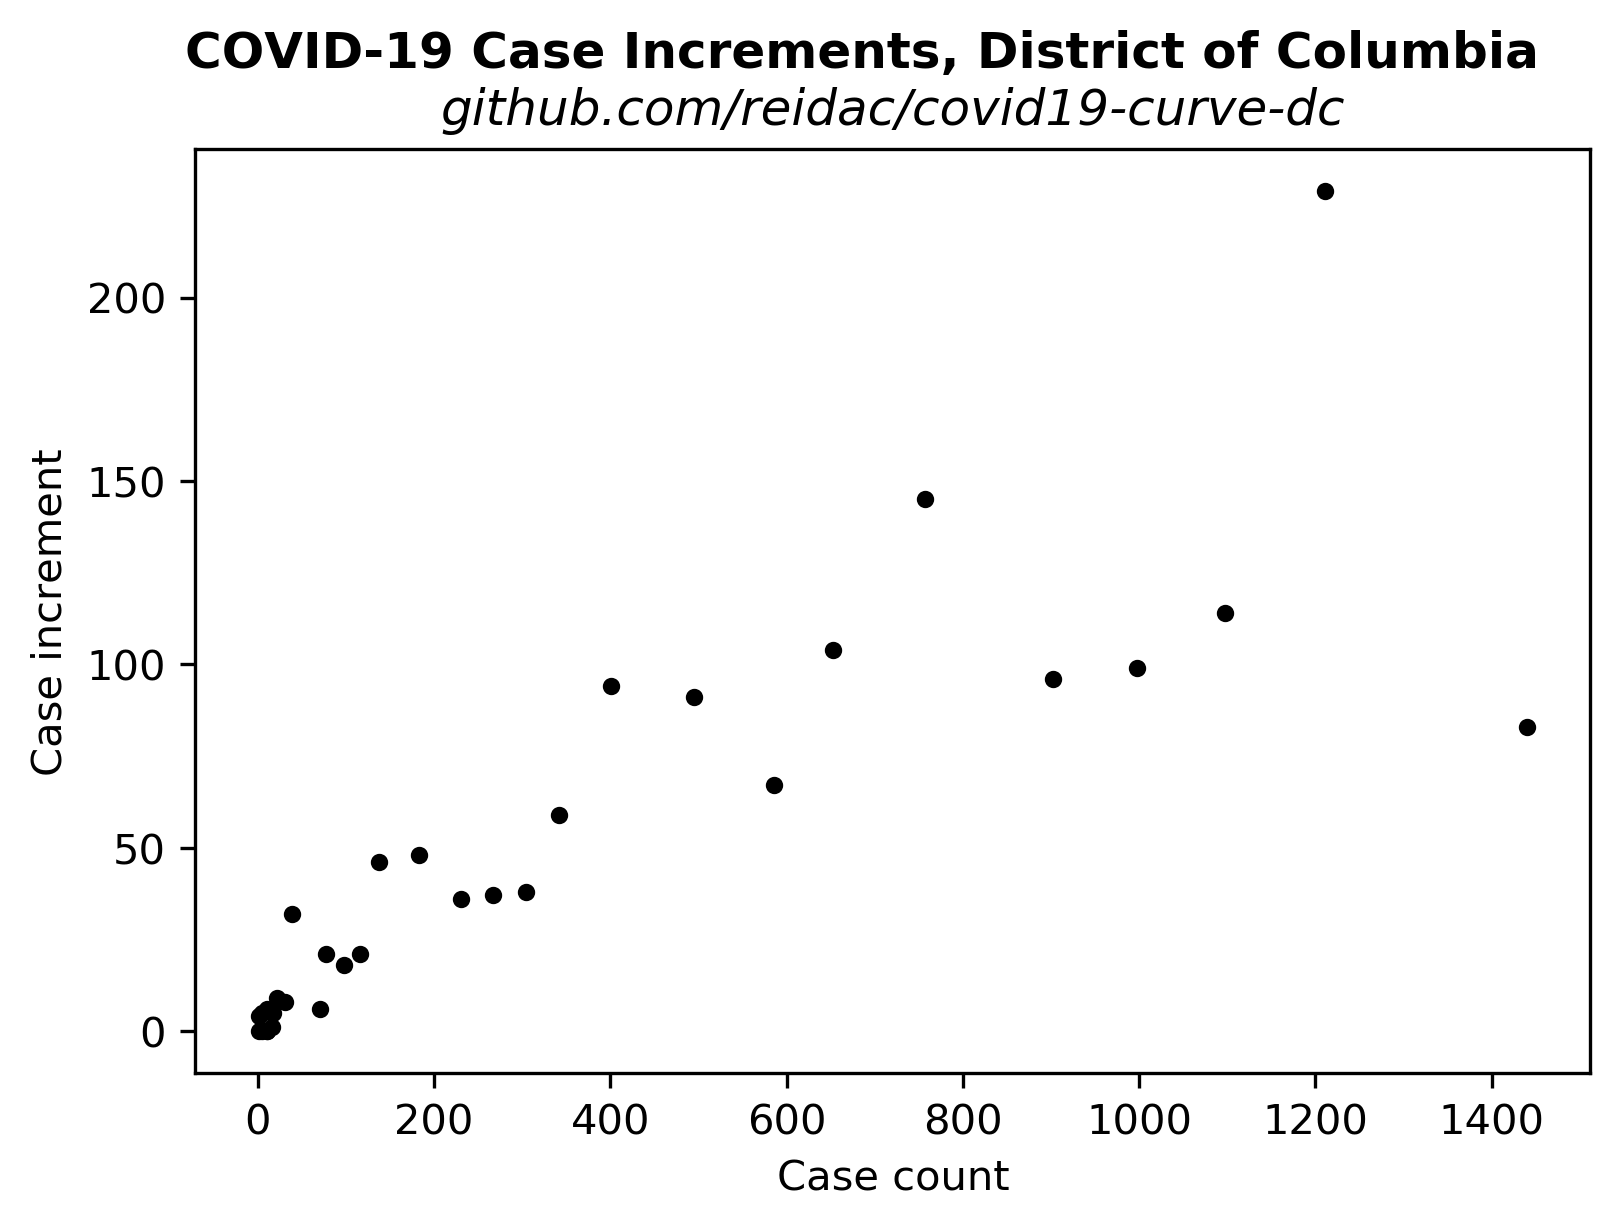 COVID-19 Case Increments, District of Columbia
github.com/reidac/covid19-curve-dc
200
150
100
50
0
Case increment
0 200 400 600 800 1000 1200 1400
Case count